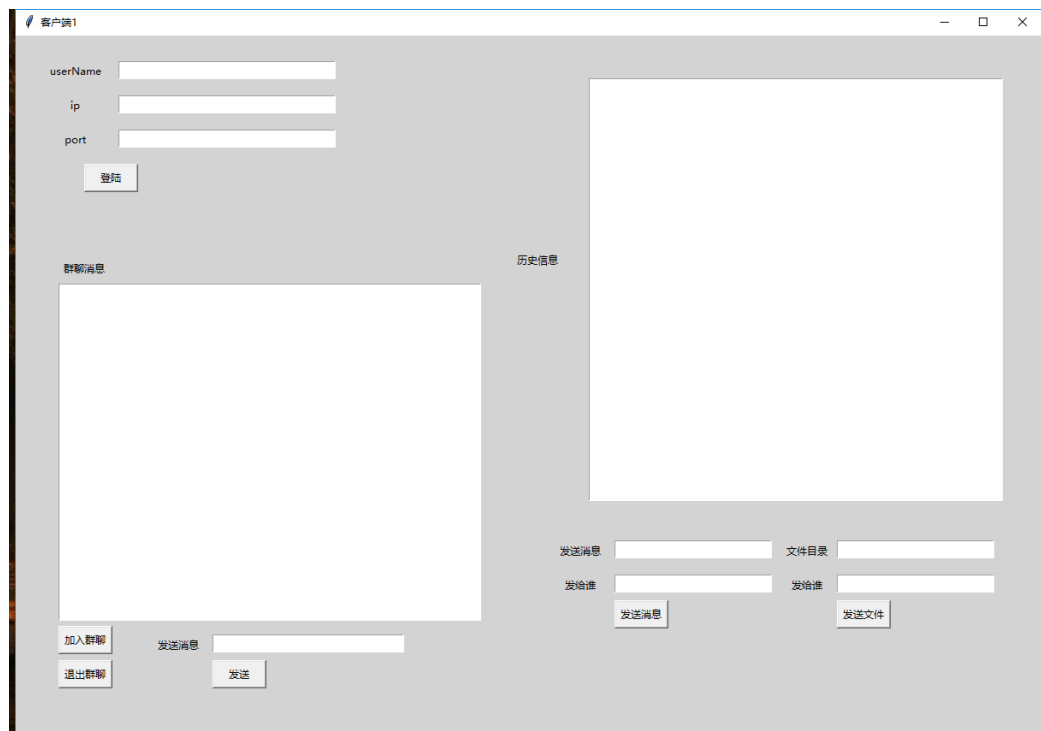 客户端1
userName
ip
port
登陆
群聊消息
历史信息
发送消息
文件目录
发给谁
发给谁
发送消息
发送文件
加入群聊
发送消息
退出群聊
发送